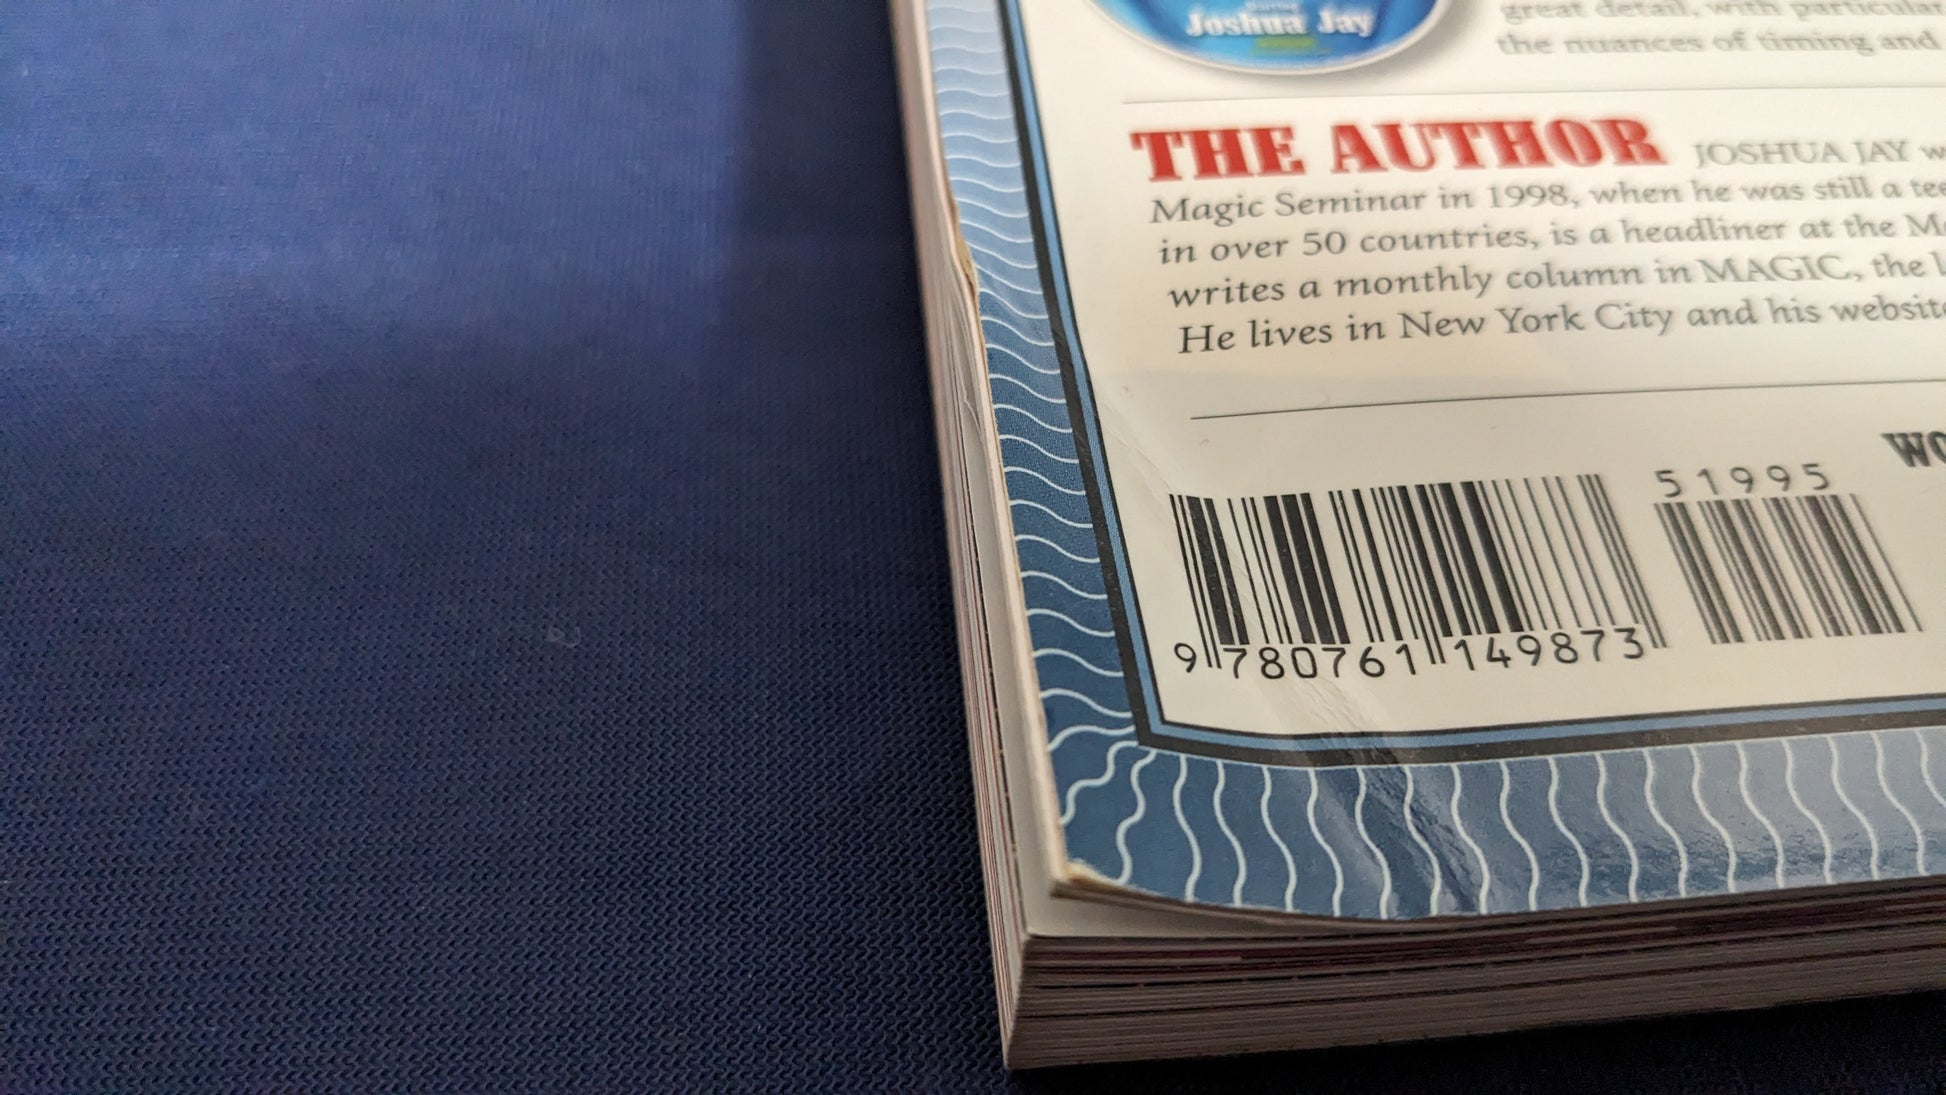 Joshua Jay
great detail, with particular
the nuances of timing and
THE AUTHOR JOSHUA JAY
Magic Seminar in 1998, when he was still a
in over 50 countries, is a headliner at the
writes a monthly column in MAGIC, the
He lives in New York City and his
51995
9 780761 149873